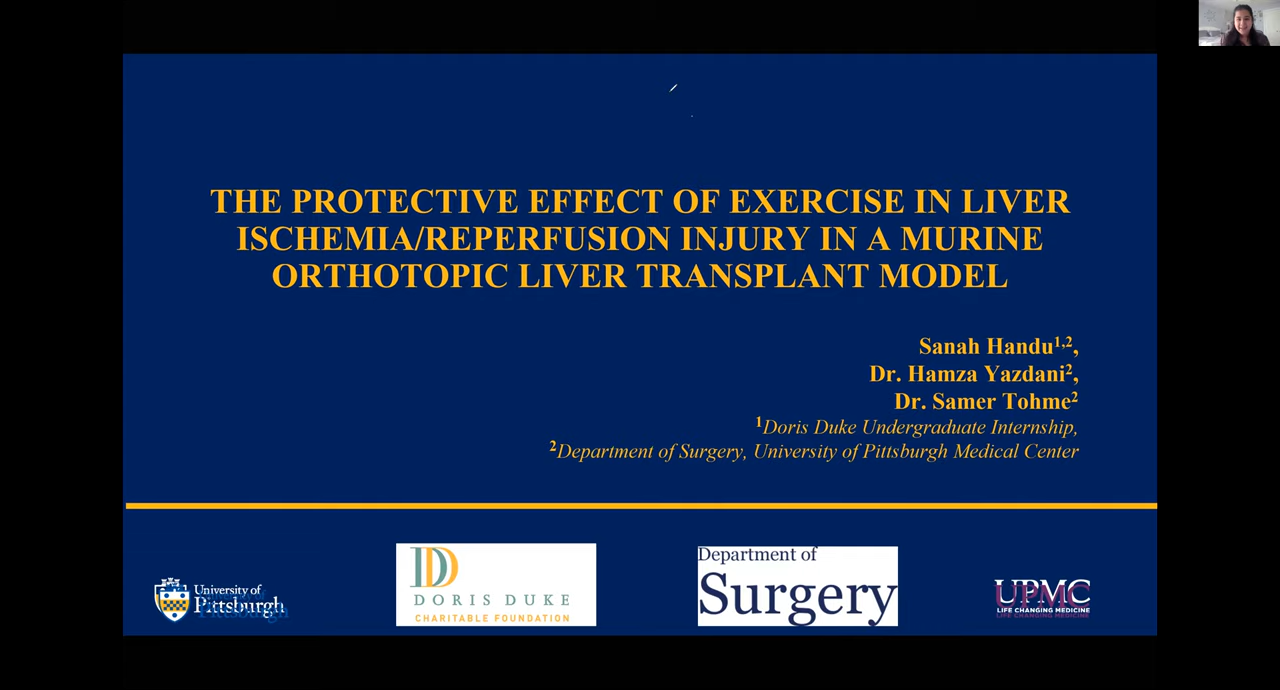 THE PROTECTIVE EFFECT OF EXERCISE IN LIVER
ISCHEMIA/REPERFUSION INJURY IN A MURINE
ORTHOTOPIC LIVER TRANSPLANT MODEL
Sanah Handu1,2,
Dr. Hamza Yazdani2,
Dr. Samer Tohme2
1Doris Duke Undergraduate Internship,
2Department of Surgery, University of Pittsburgh Medical Center
University of
Pittsburgh
DD
DORIS DUKE
CHARITABLE FOUNDATION
Department of
Surgery
UPMC
LIFE CHANGING MEDICINE